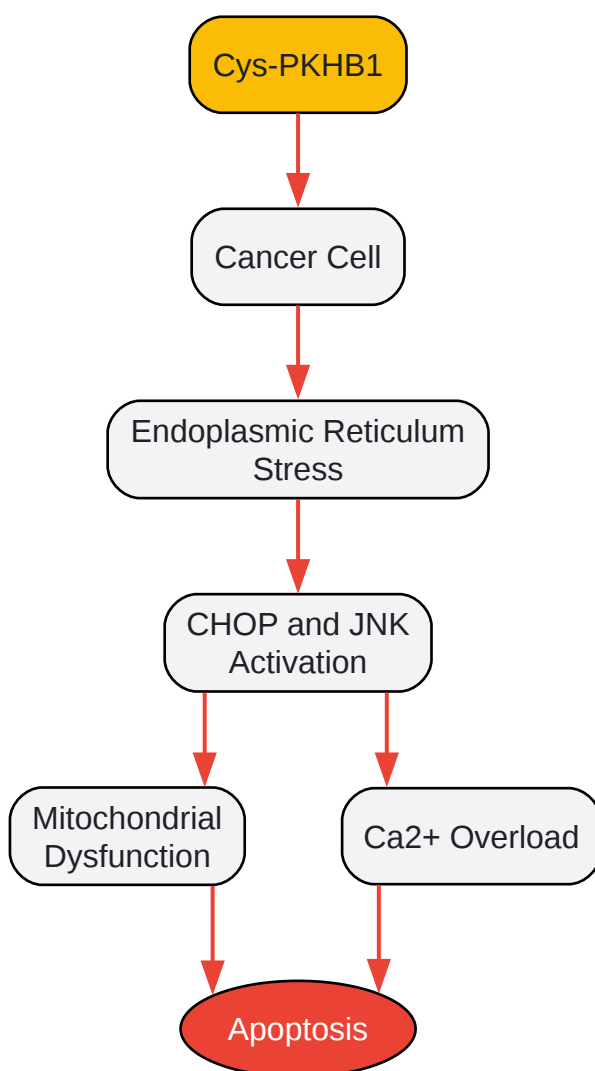 Cys-PKHB1
Cancer Cell
Endoplasmic Reticulum
Stress
CHOP and JNK
Activation
Mitochondrial
Dysfunction
Ca2+ Overload
Apoptosis